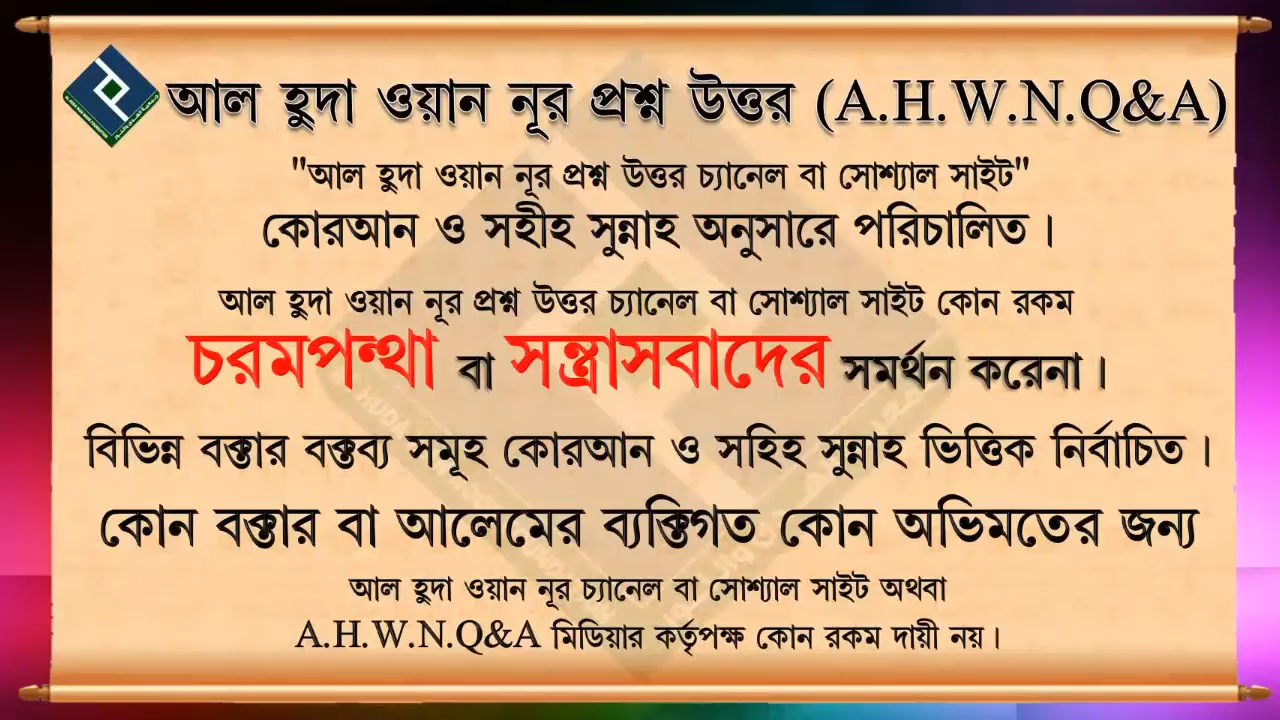 আল হুদা ওয়ান নূর প্রশ্ন উত্তর (A.H.W.N.Q&A)
"আল হুদা ওয়ান নূর প্রশ্ন উত্তর চ্যানেল বা সোশ্যাল সাইট"
কোরআন ও সহীহ সুন্নাহ অনুসারে পরিচালিত ।
আল হুদা ওয়ান নূর প্রশ্ন উত্তর চ্যানেল বা সোশ্যাল সাইট কোন রকম
চরমপন্থা বা সন্ত্রাসবাদের সমর্থন করেনা ।
বিভিন্ন বক্তার বক্তব্য সমূহ কোরআন ও সহিহ সুন্নাহ ভিত্তিক নির্বাচিত ।
কোন বক্তার বা আলেমের ব্যক্তিগত কোন অভিমতের জন্য
আল হুদা ওয়ান নূর চ্যানেল বা সোশ্যাল সাইট অথবা
A.H.W.N.Q&A মিডিয়ার কর্তৃপক্ষ কোন রকম দায়ী নয় ।